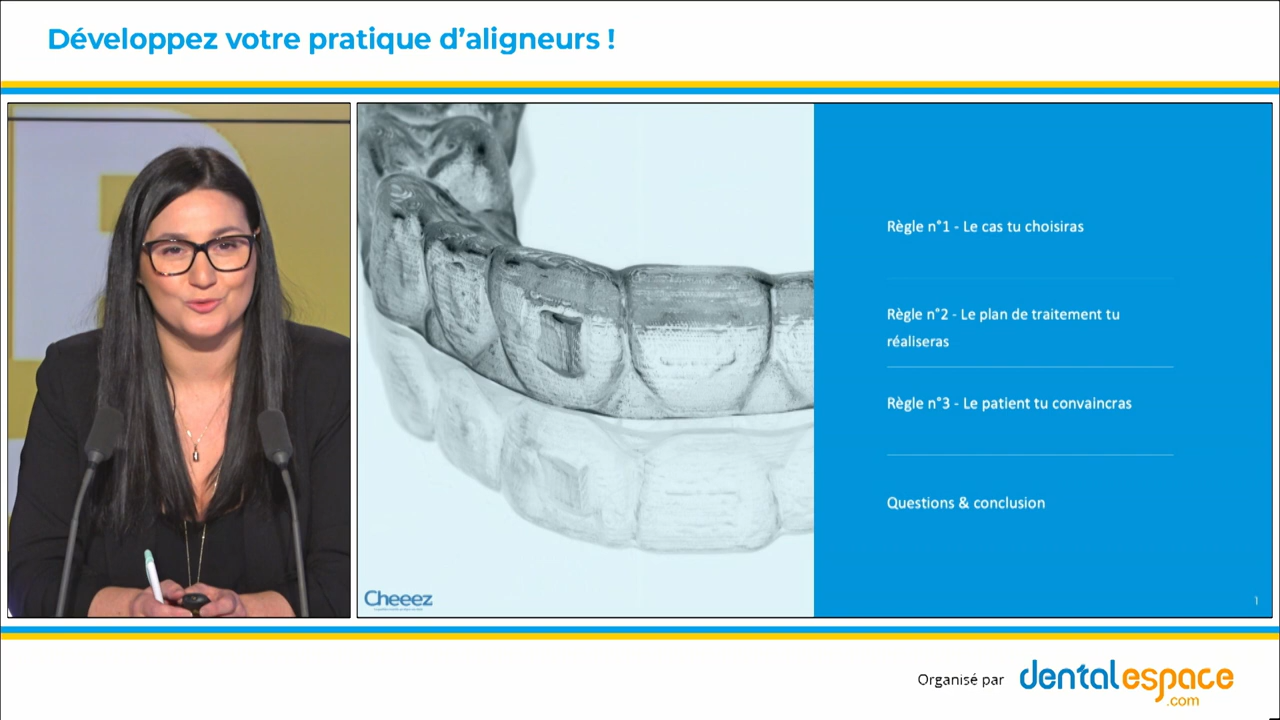 Développez votre pratique d'aligneurs !
Règle n°1 - Le cas tu choisiras
Règle n°2 - Le plan de traitement tu
réaliseras
Règle n°3 - Le patient tu convaincras
Questions & conclusion
Cheeez
1
Organisé par
dentalespace
.com